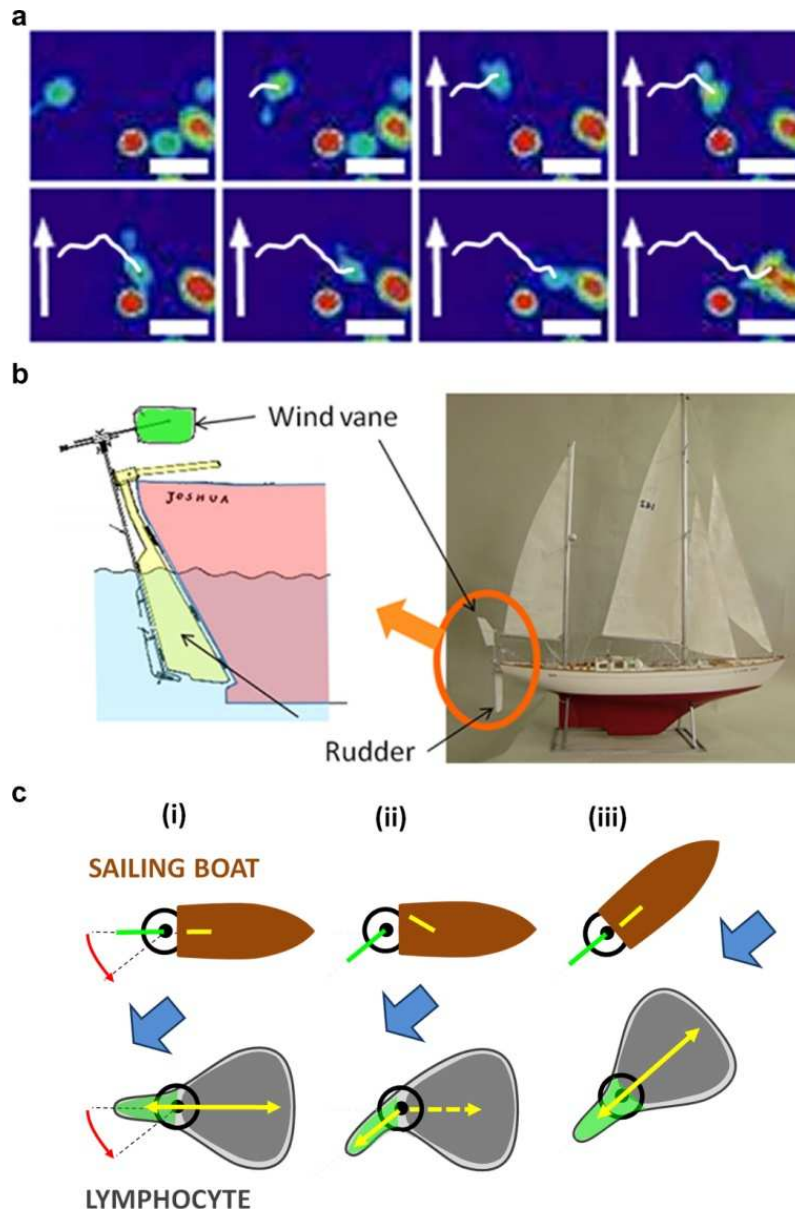 a
b
Wind vane
JOSHUA
Rudder
c
(i)
(ii)
(iii)
SAILING BOAT
LYMPHOCYTE